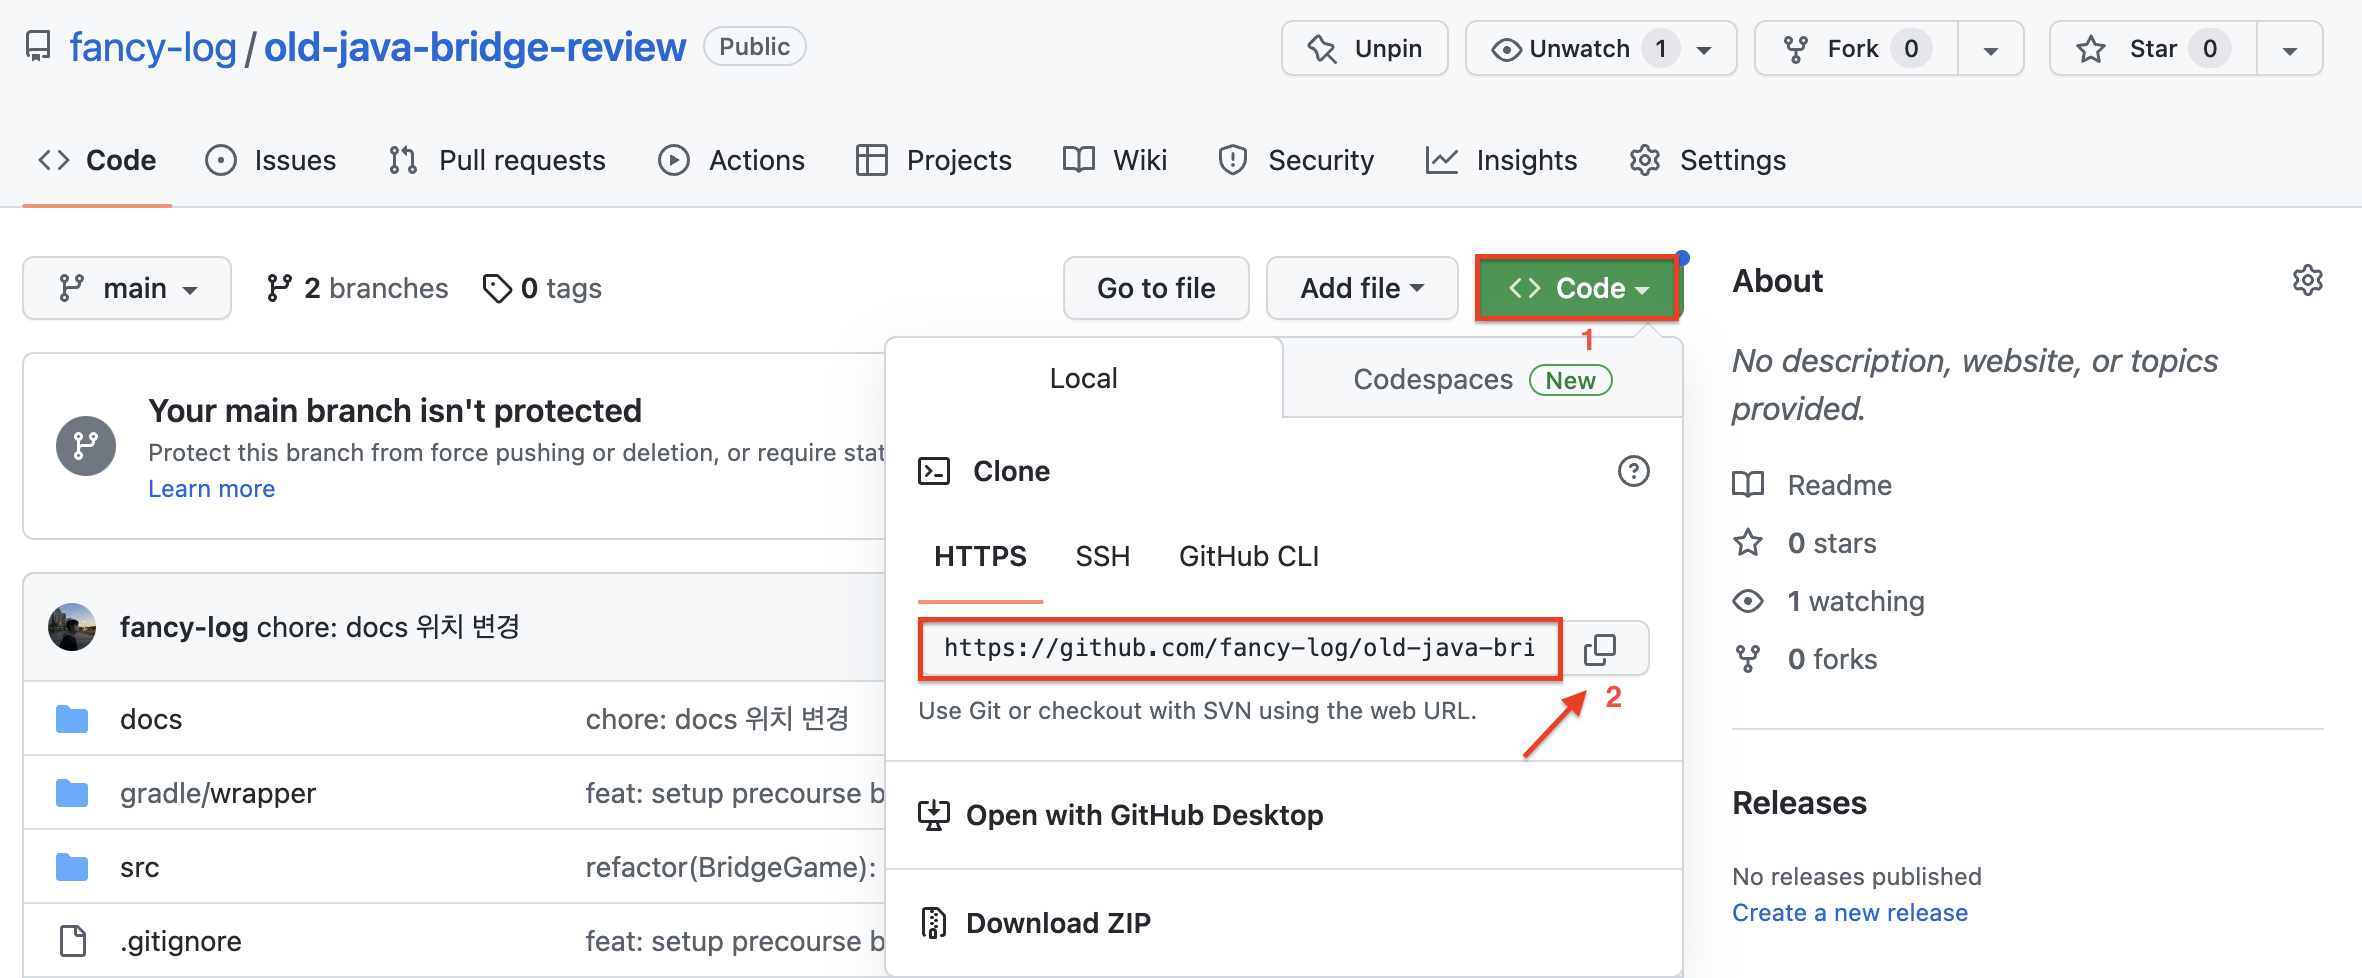 fancy-log / old-java-bridge-review Public
Unpin Unwatch 1 Fork 0 Star 0
Code Issues Pull requests Actions Projects Wiki Security Insights Settings
main 2 branches 0 tags Go to file Add file Code
1
Your main branch isn't protected
Protect this branch from force pushing or deletion, or require stat
Learn more
fancy-log chore: docs 위치 변경
docs chore: docs 위치 변경
gradle/wrapper feat: setup precourse b
src refactor(BridgeGame):
.gitignore feat: setup precourse b
Local Codespaces New
Clone
HTTPS SSH GitHub CLI
https://github.com/fancy-log/old-java-bri
2
Use Git or checkout with SVN using the web URL.
Open with GitHub Desktop
Download ZIP
About
No description, website, or topics
provided.
Readme
0 stars
1 watching
0 forks
Releases
No releases published
Create a new release